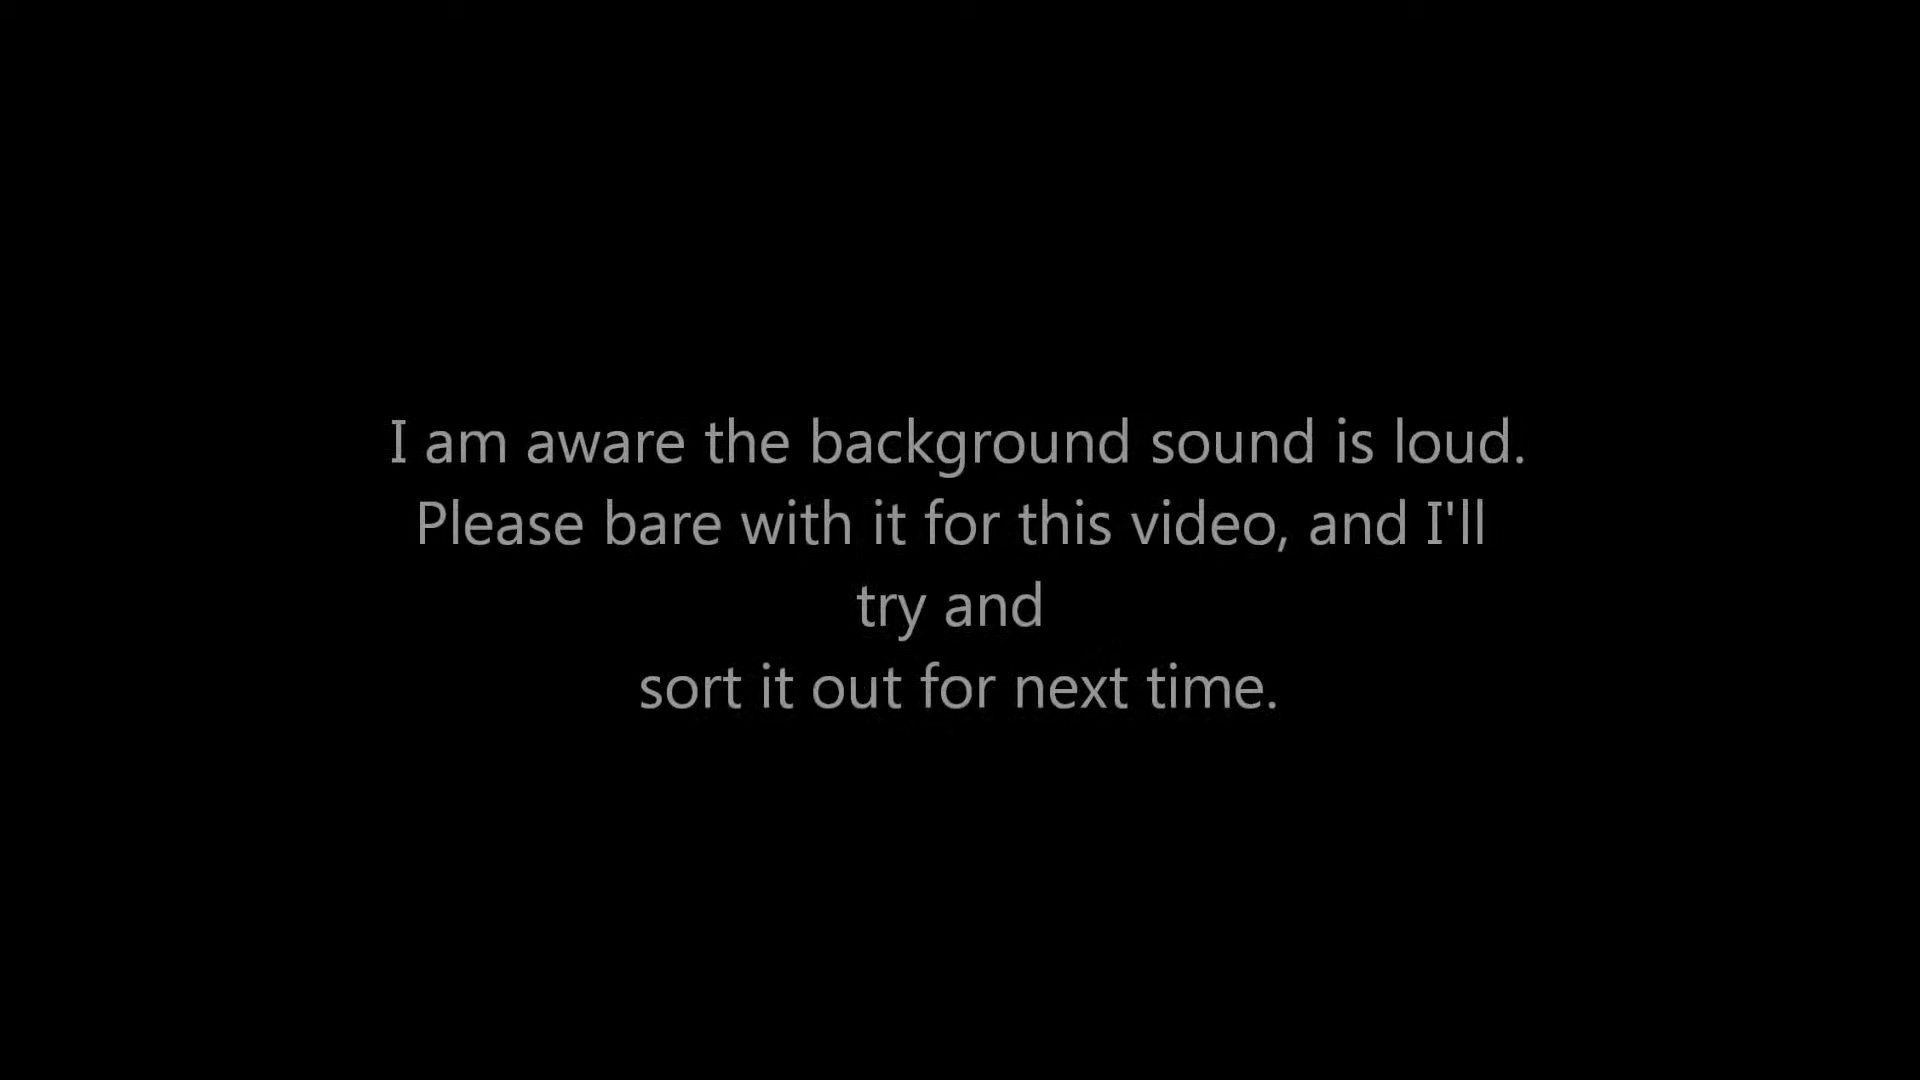 I am aware the background sound is loud.
Please bare with it for this video, and I'll
try and
sort it out for next time.